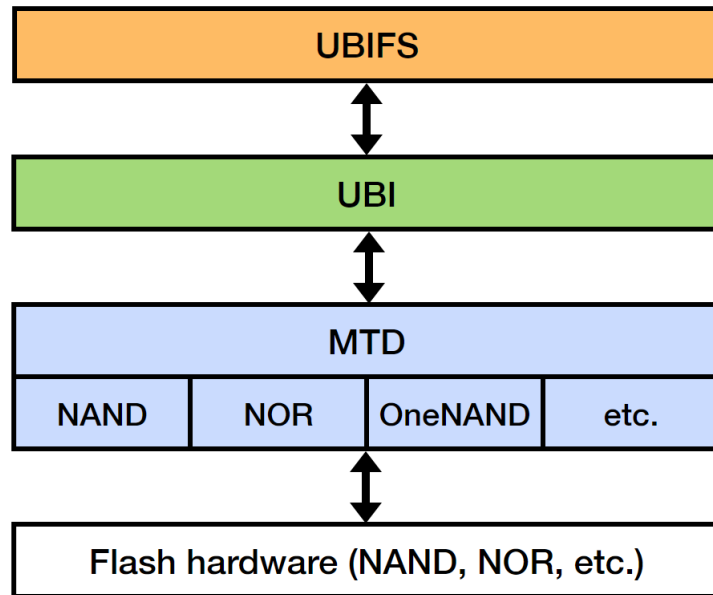 UBIFS
UBI
MTD
NAND NOR OneNAND etc.
Flash hardware (NAND, NOR, etc.)